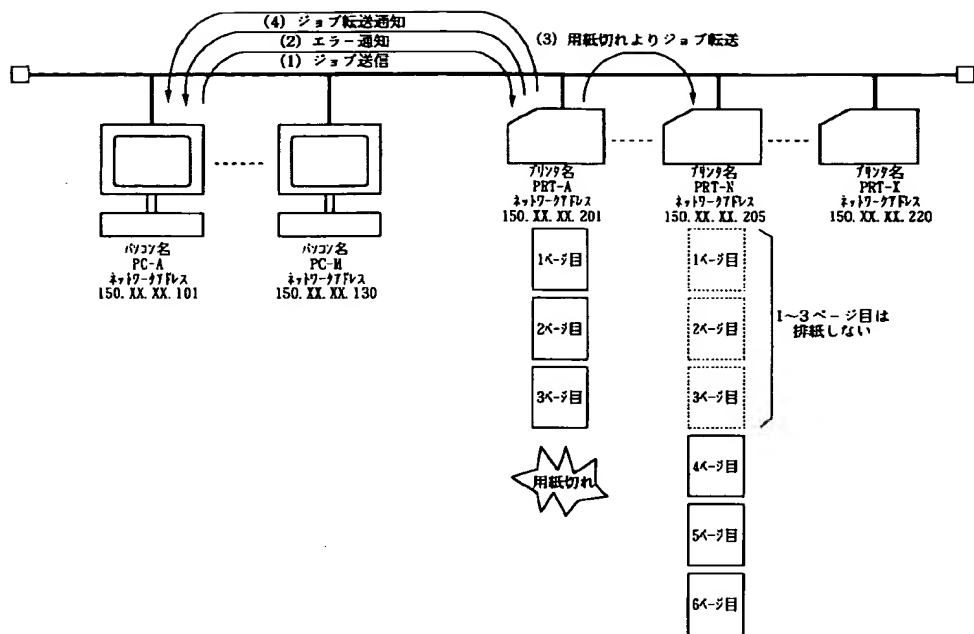 (4) ジョブ転送通知
(2) エラー通知
(1) ジョブ送信
(3) 用紙切れよりジョブ転送
パソコン名
PC-A
ネットワークアドレス
150.XX.XX.101
パソコン名
PC-M
ネットワークアドレス
150.XX.XX.130
プリンタ名
PRT-A
ネットワークアドレス
150.XX.XX.201
プリンタ名
PRT-N
ネットワークアドレス
150.XX.XX.205
プリンタ名
PRT-X
ネットワークアドレス
150.XX.XX.220
1ページ目
2ページ目
3ページ目
用紙切れ
1ページ目
2ページ目
3ページ目
4ページ目
5ページ目
6ページ目
1~3ページ目は
排紙しない